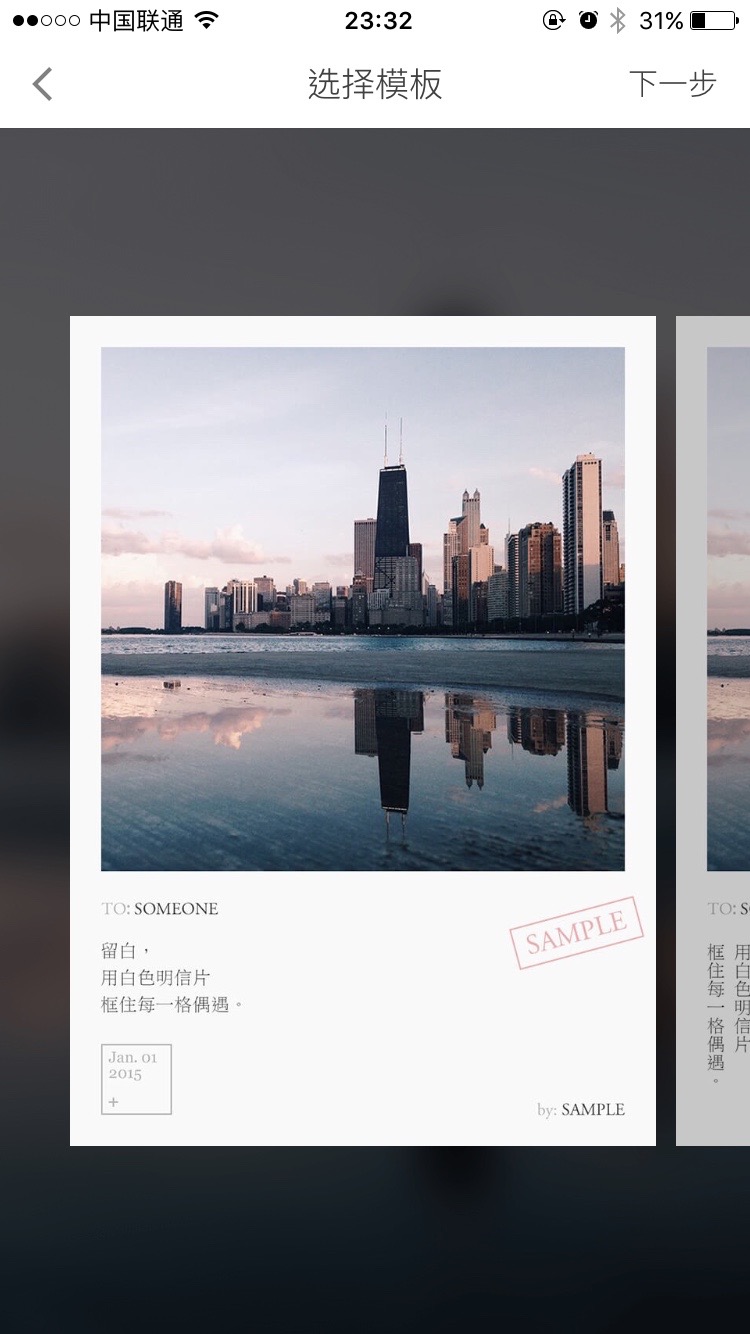 中国联通
23:32
31%
选择模板
下一步
TO: SOMEONE
SAMPLE
留白，
用白色明信片
框住每一格偶遇。
Jan. 01
2015
+
by: SAMPLE
TO: S
用白色明信片
框住每一格偶遇。